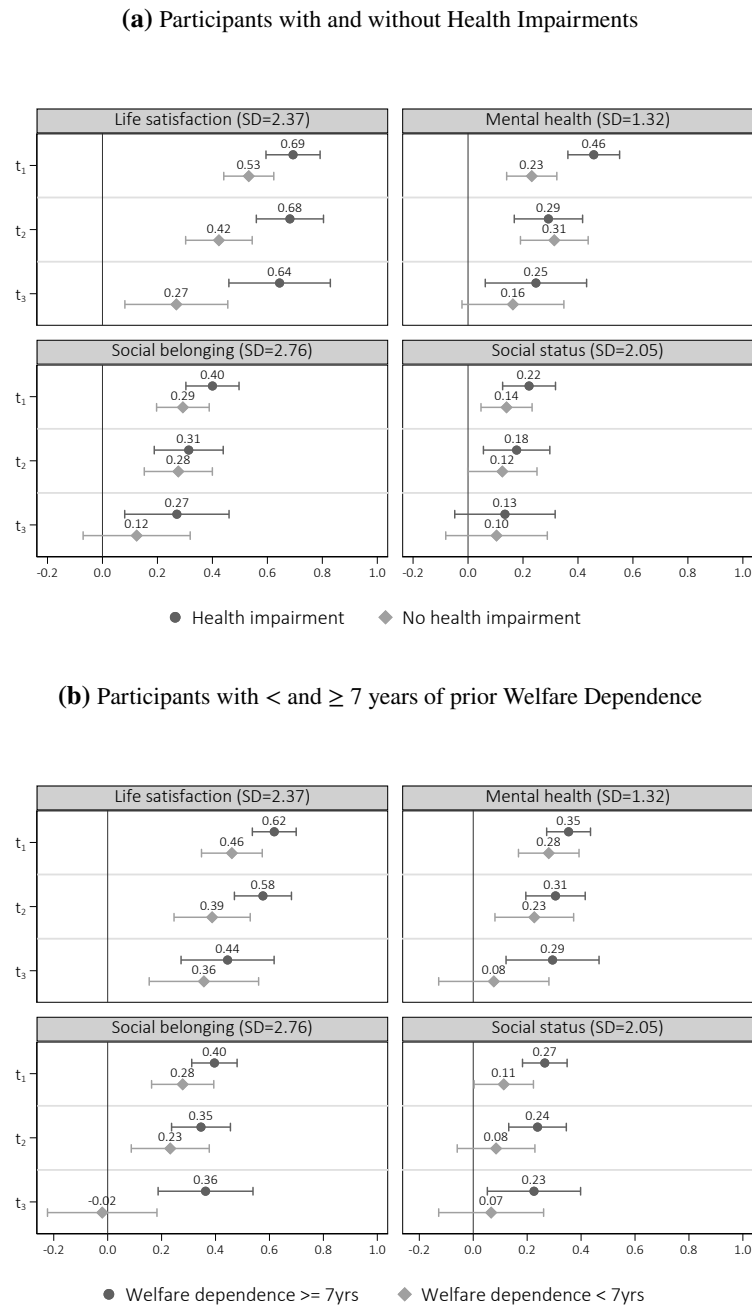 (a) Participants with and without Health Impairments
Life satisfaction (SD=2.37)
t1
0.69
0.53
t2
0.68
0.42
t3
0.64
0.27
Mental health (SD=1.32)
0.46
0.23
0.29
0.31
0.25
0.16
Social belonging (SD=2.76)
t1
0.40
0.29
t2
0.31
0.28
t3
0.27
0.12
Social status (SD=2.05)
0.22
0.14
0.18
0.12
0.13
0.10
-0.2 0.0 0.2 0.4 0.6 0.8 1.0
-0.2 0.0 0.2 0.4 0.6 0.8 1.0
Health impairment No health impairment
(b) Participants with < and ≥ 7 years of prior Welfare Dependence
Life satisfaction (SD=2.37)
t1
0.62
0.46
t2
0.58
0.39
t3
0.44
0.36
Mental health (SD=1.32)
0.35
0.28
0.31
0.23
0.29
0.08
Social belonging (SD=2.76)
t1
0.40
0.28
t2
0.35
0.23
t3
0.36
-0.02
Social status (SD=2.05)
0.27
0.11
0.24
0.08
0.23
0.07
-0.2 0.0 0.2 0.4 0.6 0.8 1.0
-0.2 0.0 0.2 0.4 0.6 0.8 1.0
Welfare dependence >= 7yrs Welfare dependence < 7yrs